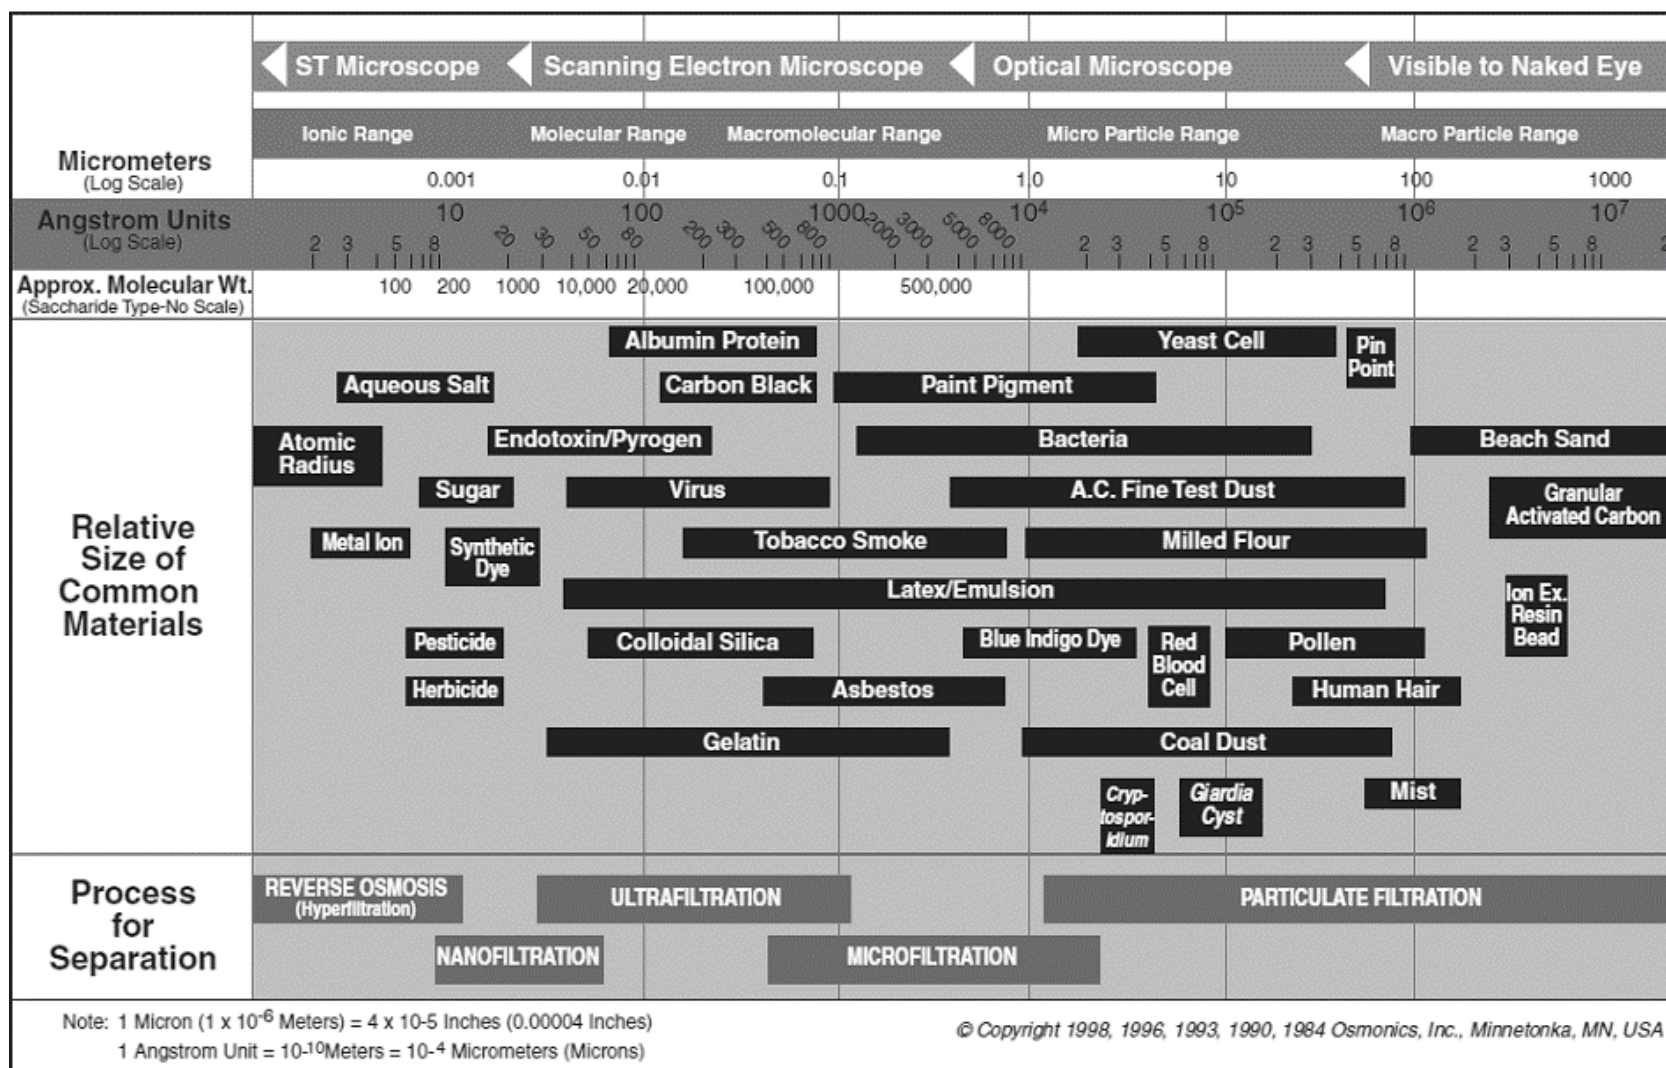 ST Microscope Scanning Electron Microscope Optical Microscope Visible to Naked Eye
Ionic Range Molecular Range Macromolecular Range Micro Particle Range Macro Particle Range
Micrometers
(Log Scale)
0.001 0.01 0.1 1.0 10 100 1000
Angstrom Units
(Log Scale)
10 100 1000 10⁴ 10⁵ 10⁶ 10⁷
2 3 5 8 20 30 50 80 200 300 500 800 2000 3000 5000 8000 2 3 5 8 2 3 5 8 2 3 5 8 2
Approx. Molecular Wt.
(Saccharide Type-No Scale)
100 200 1000 10,000 20,000 100,000 500,000
Relative
Size of
Common
Materials
Albumin Protein
Yeast Cell
Pin
Point
Aqueous Salt
Carbon Black
Paint Pigment
Atomic
Radius
Endotoxin/Pyrogen
Bacteria
Beach Sand
Sugar
Virus
A.C. Fine Test Dust
Granular
Activated Carbon
Metal Ion
Synthetic
Dye
Tobacco Smoke
Milled Flour
Latex/Emulsion
Ion Ex.
Resin
Bead
Pesticide
Colloidal Silica
Blue Indigo Dye
Red
Blood
Cell
Pollen
Herbicide
Asbestos
Human Hair
Gelatin
Coal Dust
Cryp-
tospor-
idium
Giardia
Cyst
Mist
Process
for
Separation
REVERSE OSMOSIS
(Hyperfiltration)
ULTRAFILTRATION
PARTICULATE FILTRATION
NANOFILTRATION
MICROFILTRATION
Note: 1 Micron (1 x 10⁻⁶ Meters) = 4 x 10-5 Inches (0.00004 Inches)
1 Angstrom Unit = 10-¹⁰Meters = 10-⁴ Micrometers (Microns)
© Copyright 1998, 1996, 1993, 1990, 1984 Osmonics, Inc., Minnetonka, MN, USA